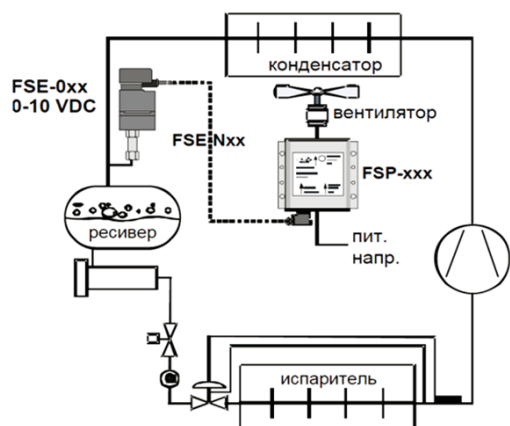 конденсатор
FSE-0xx
0-10 VDC
вентилятор
FSE-Nxx
FSP-xxx
ресивер
пит.
напр.
испаритель